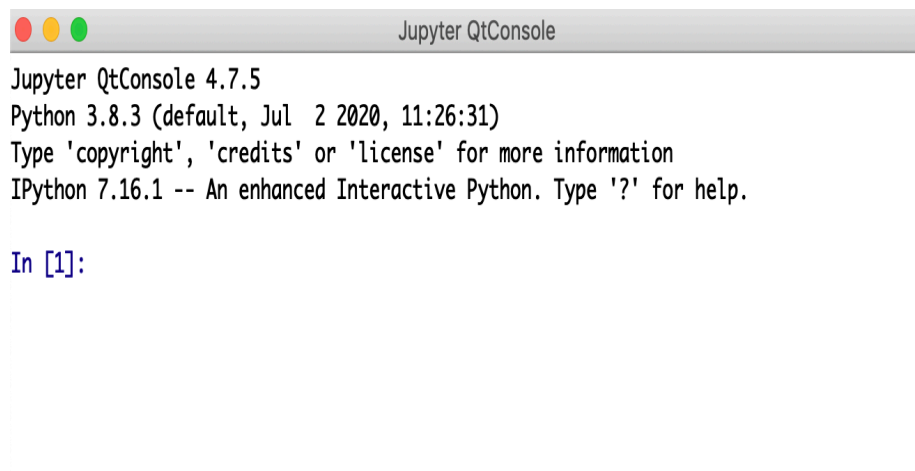 Jupyter QtConsole
Jupyter QtConsole 4.7.5
Python 3.8.3 (default, Jul  2 2020, 11:26:31)
Type 'copyright', 'credits' or 'license' for more information
IPython 7.16.1 -- An enhanced Interactive Python. Type '?' for help.
In [1]: